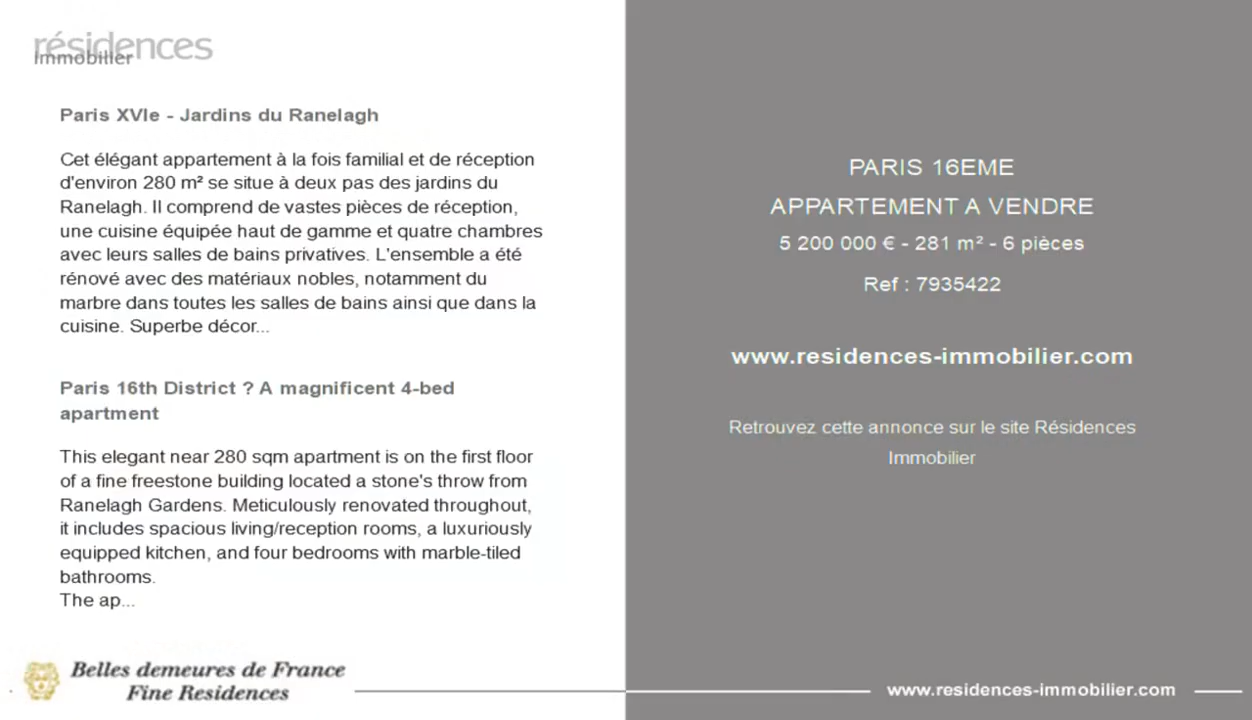 résidences
Immobilier
Paris XVIe - Jardins du Ranelagh
Cet élégant appartement à la fois familial et de réception
d'environ 280 m² se situe à deux pas des jardins du
Ranelagh. Il comprend de vastes pièces de réception,
une cuisine équipée haut de gamme et quatre chambres
avec leurs salles de bains privatives. L'ensemble a été
rénové avec des matériaux nobles, notamment du
marbre dans toutes les salles de bains ainsi que dans la
cuisine. Superbe décor...
Paris 16th District ? A magnificent 4-bed
apartment
This elegant near 280 sqm apartment is on the first floor
of a fine freestone building located a stone's throw from
Ranelagh Gardens. Meticulously renovated throughout,
it includes spacious living/reception rooms, a luxuriously
equipped kitchen, and four bedrooms with marble-tiled
bathrooms.
The ap...
Belles demeures de France
Fine Residences
PARIS 16EME
APPARTEMENT A VENDRE
5 200 000 € - 281 m² - 6 pièces
Ref : 7935422
www.residences-immobilier.com
Retrouvez cette annonce sur le site Résidences
Immobilier
www.residences-immobilier.com